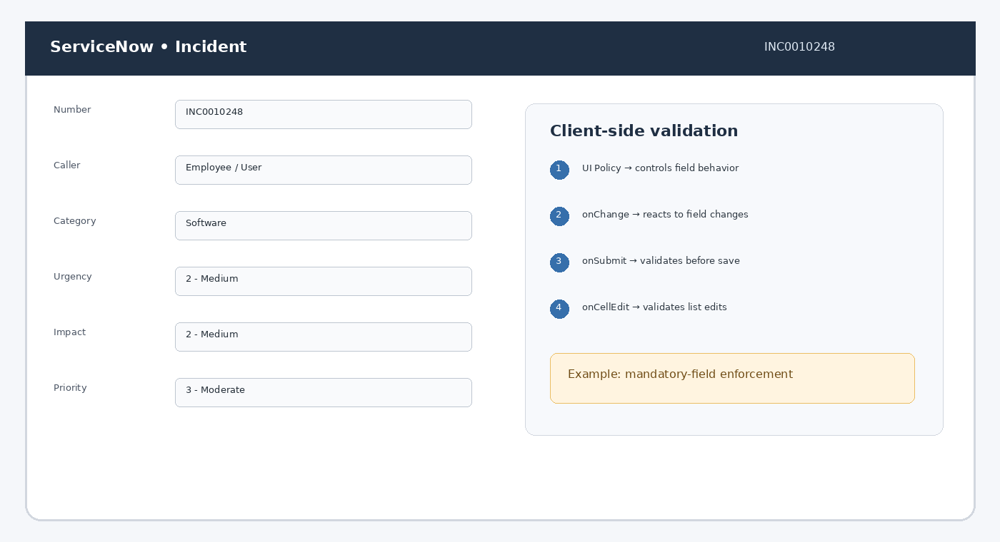 ServiceNow • Incident
INC0010248
Number
INC0010248
Caller
Employee / User
Category
Software
Urgency
2 - Medium
Impact
2 - Medium
Priority
3 - Moderate
Client-side validation
1 UI Policy → controls field behavior
2 onChange → reacts to field changes
3 onSubmit → validates before save
4 onCellEdit → validates list edits
Example: mandatory-field enforcement